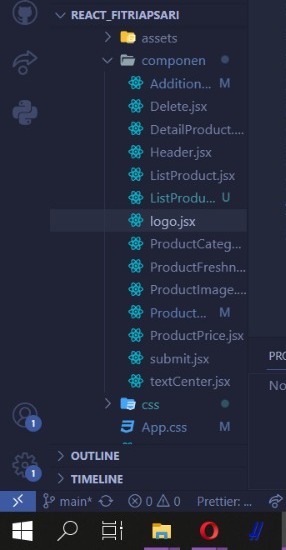 REACT_FITRIAPSARI
assets
componen
Addition... M
Delete.jsx
DetailProduct....
Header.jsx
ListProduct.jsx
ListProdu... U
logo.jsx
ProductCateg...
ProductFreshn...
ProductImage....
Product... M
ProductPrice.jsx
submit.jsx
textCenter.jsx
css
App.css M
PRO
No
1
1
OUTLINE
TIMELINE
main* 0 0 Prettier: ...